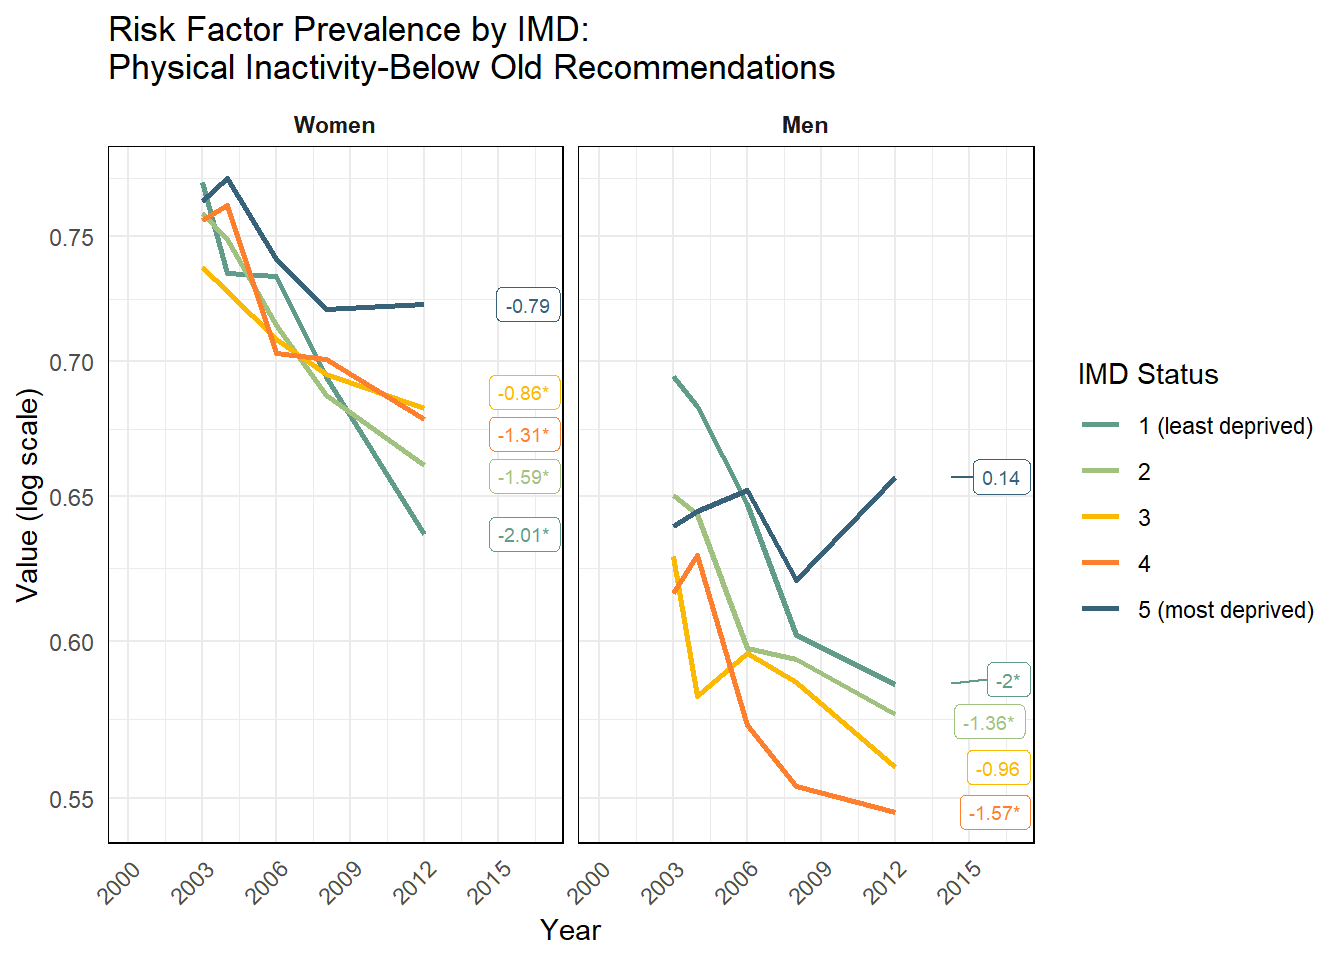 Risk Factor Prevalence by IMD:
Physical Inactivity-Below Old Recommendations
Women
Men
Value (log scale)
0.75
0.70
0.65
0.60
0.55
-0.79
-0.86*
-1.31*
-1.59*
-2.01*
0.14
-2*
-1.36*
-0.96
-1.57*
2000 2003 2006 2009 2012 2015
2000 2003 2006 2009 2012 2015
Year
IMD Status
1 (least deprived)
2
3
4
5 (most deprived)